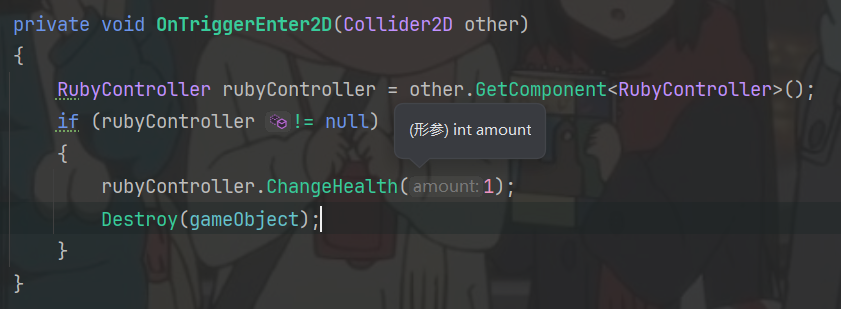 private void OnTriggerEnter2D(Collider2D other)
{
RubyController rubyController = other.GetComponent<RubyController>();
if (rubyController != null)
(形参) int amount
{
rubyController.ChangeHealth( amount: 1);
Destroy(gameObject);
}
}